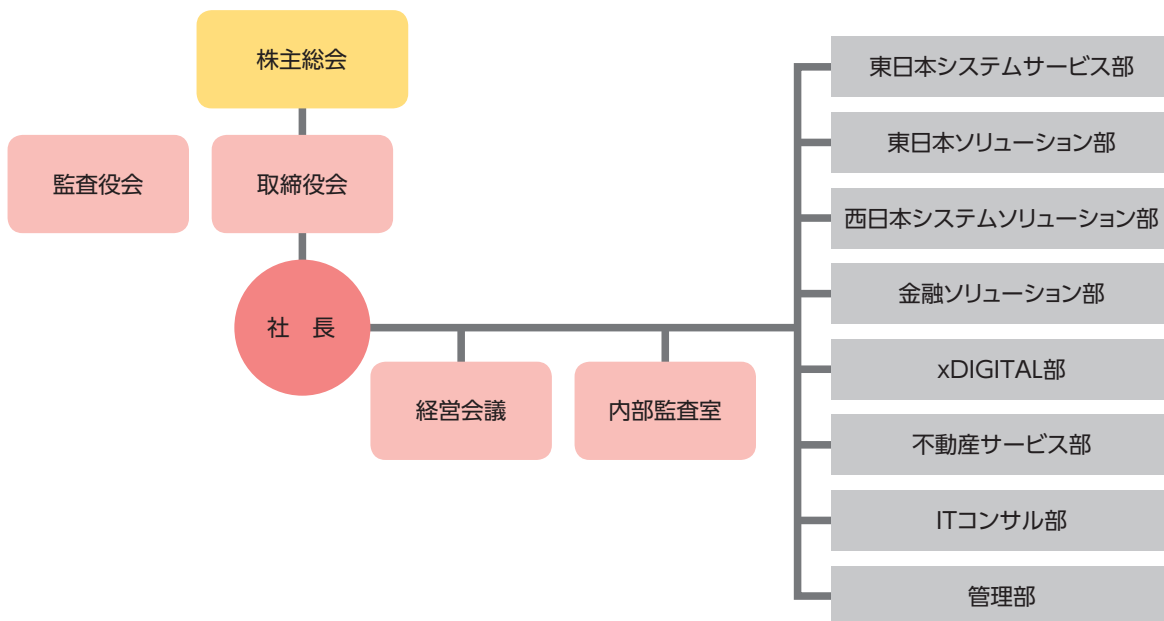 株主総会
監査役会
取締役会
社　長
経営会議
内部監査室
東日本システムサービス部
東日本ソリューション部
西日本システムソリューション部
金融ソリューション部
xDIGITAL部
不動産サービス部
ITコンサル部
管理部